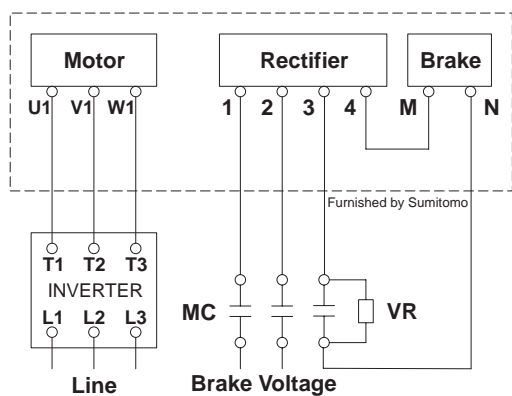 Motor Rectifier Brake
U1 V1 W1 1 2 3 4 M N
Furnished by Sumitomo
T1 T2 T3
INVERTER
L1 L2 L3
MC VR
Line Brake Voltage